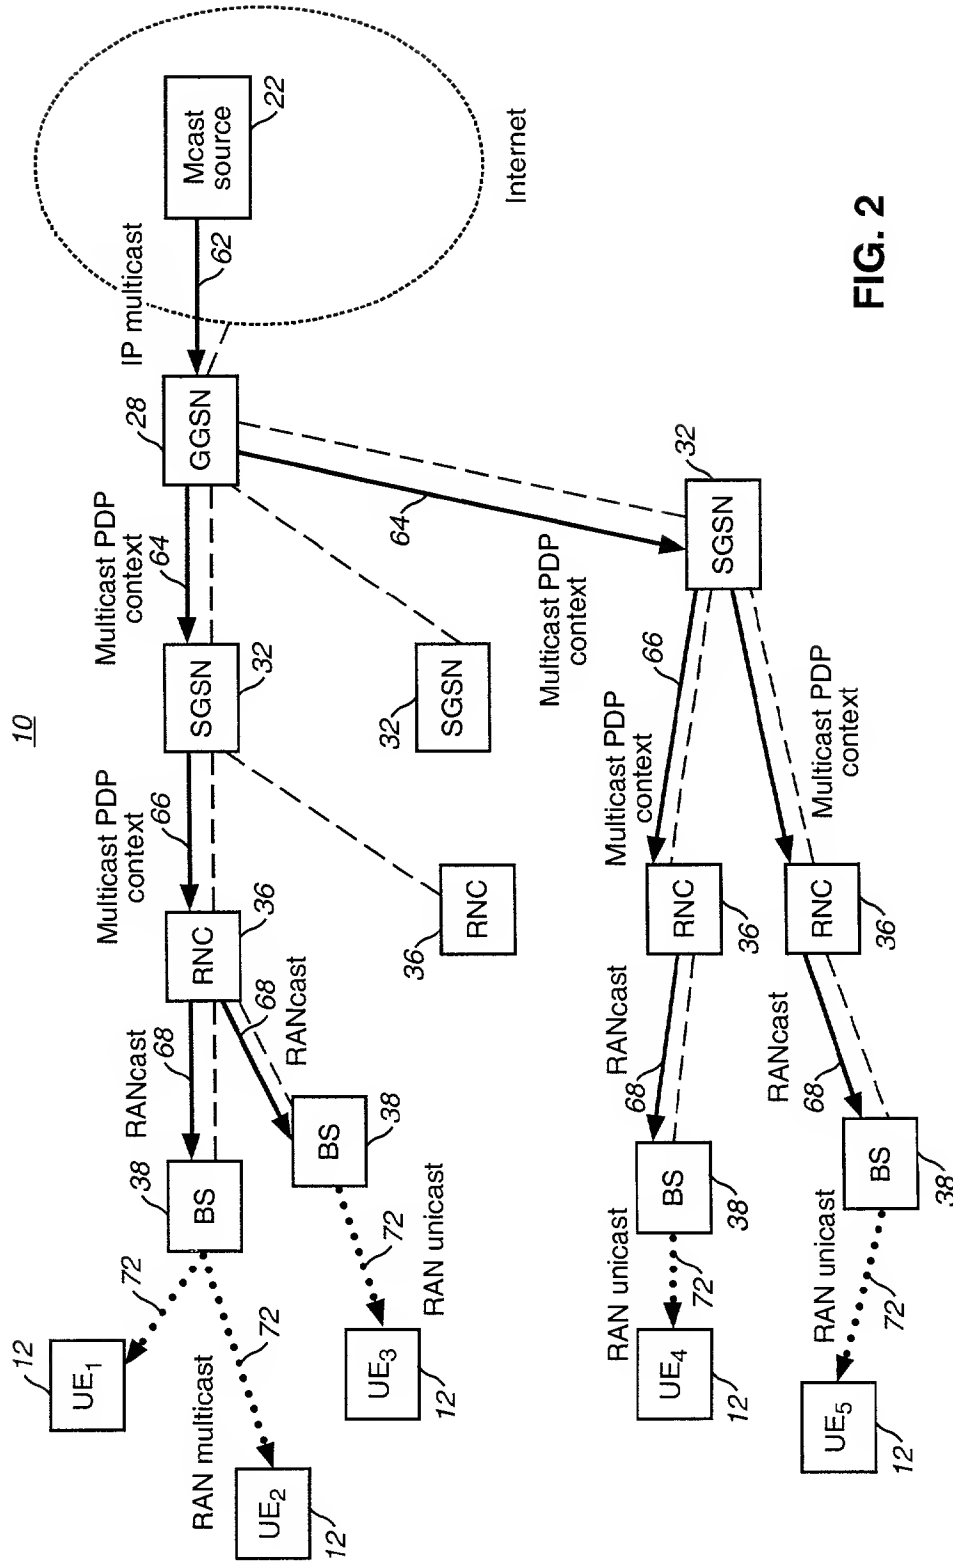 10
Mcast
source
22
Internet
IP multicast
62
GGSN
28
Multicast PDP
context
64
SGSN
32
Multicast PDP
context
66
RNC
36
RANcast
68
BS
38
72
UE1
12
RAN multicast
72
UE2
12
68
RANcast
BS
38
72
RAN unicast
UE3
12
SGSN
32
RNC
36
64
Multicast PDP
context
SGSN
32
66
Multicast PDP
context
RNC
36
RANcast
68
BS
38
RAN unicast
72
UE4
12
Multicast PDP
context
RNC
36
RANcast
68
BS
38
RAN unicast
72
UE5
12
FIG. 2